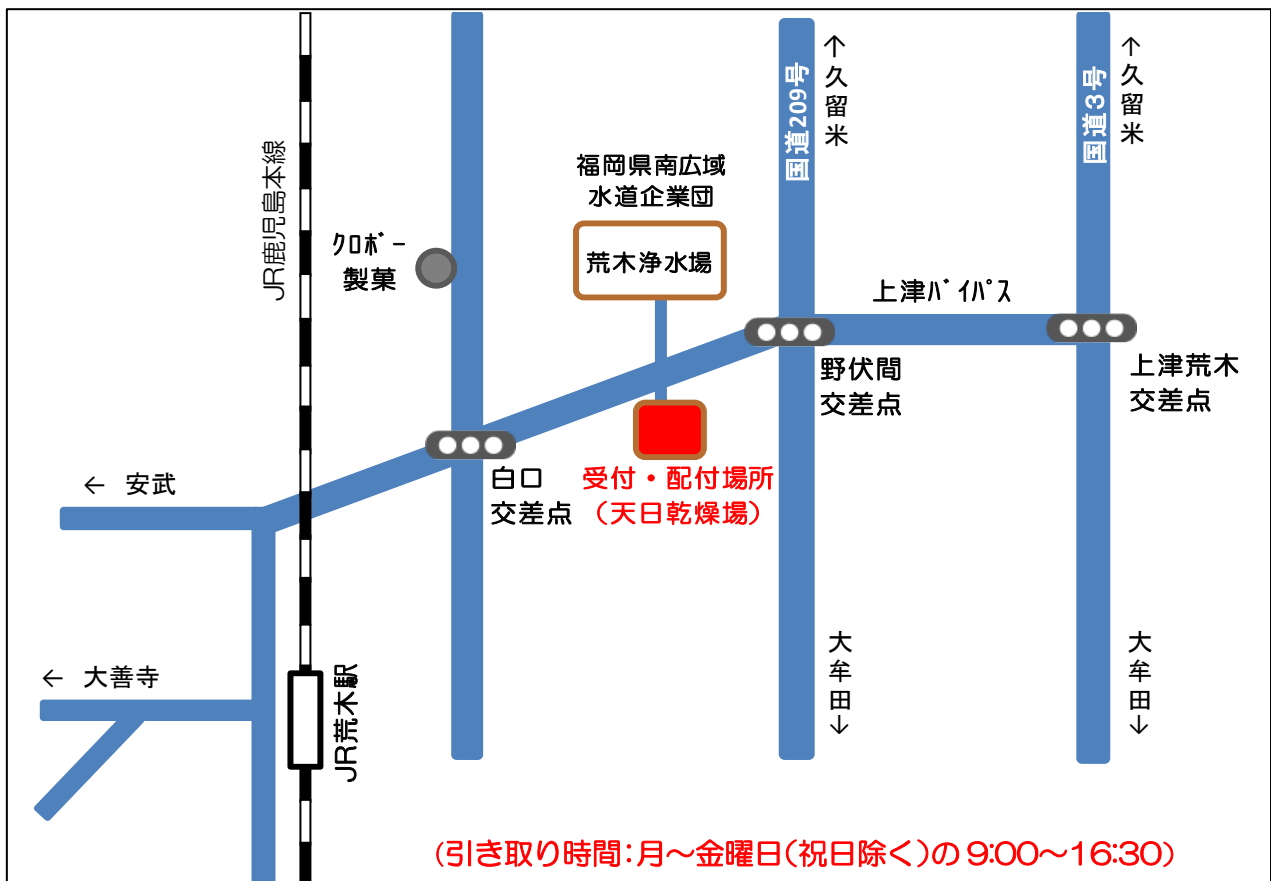 ↑久留米
国道209号
↑久留米
国道3号
JR鹿児島本線
福岡県南広域
水道企業団
荒木浄水場
ｸﾛﾎﾞｰ
製菓
上津ﾊﾞｲﾊﾟｽ
野伏間
交差点
上津荒木
交差点
白口
交差点
受付・配付場所
（天日乾燥場）
← 安武
← 大善寺
JR荒木駅
大牟田↓
大牟田↓
(引き取り時間：月～金曜日(祝日除く)の 9:00～16:30)